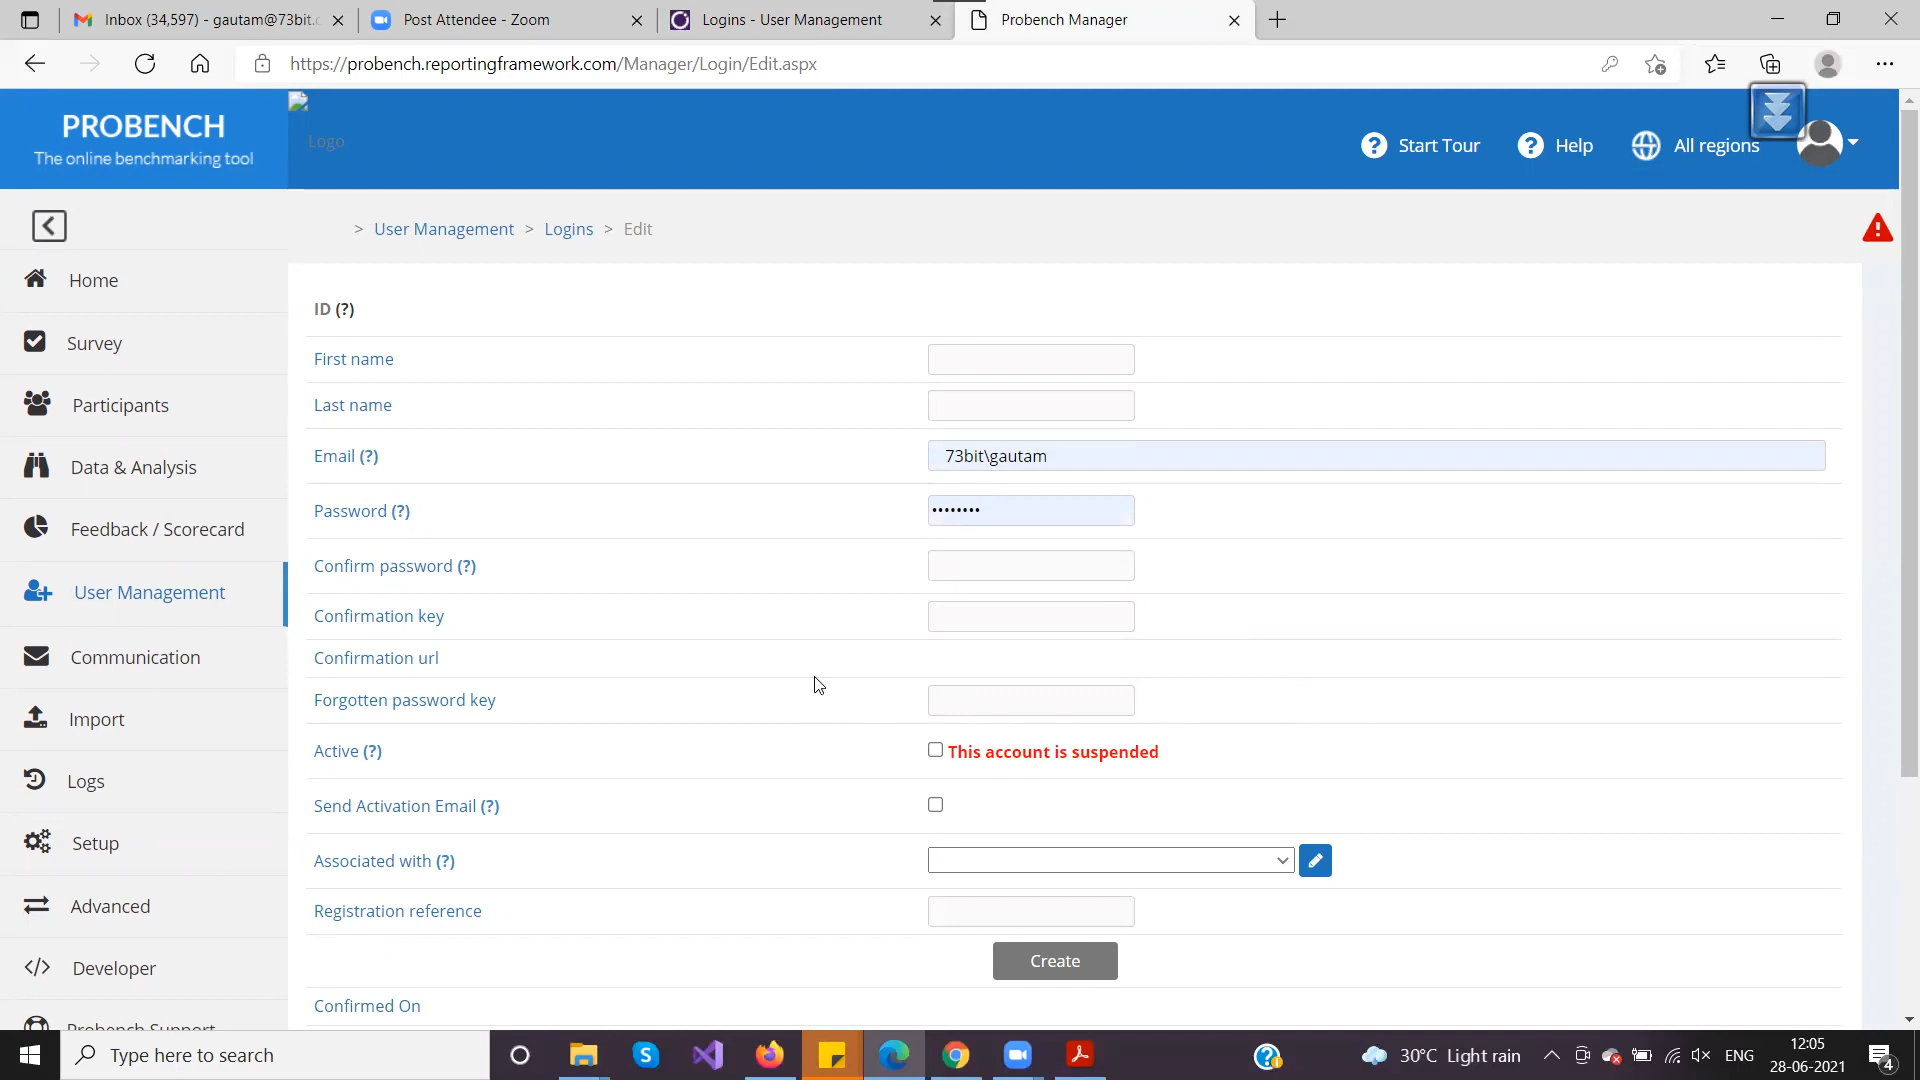 Inbox (34,597) - gautam@73bit.c
Post Attendee - Zoom
Logins - User Management
Probench Manager
https://probench.reportingframework.com/Manager/Login/Edit.aspx
PROBENCH
The online benchmarking tool
Logo
Start Tour
Help
All regions
> User Management > Logins > Edit
Home
Survey
Participants
Data & Analysis
Feedback / Scorecard
User Management
Communication
Import
Logs
Setup
Advanced
Developer
Probench Support
ID (?)
First name
Last name
Email (?)
73bit\gautam
Password (?)
••••••••
Confirm password (?)
Confirmation key
Confirmation url
Forgotten password key
Active (?)
This account is suspended
Send Activation Email (?)
Associated with (?)
Registration reference
Create
Confirmed On
Type here to search
30°C Light rain
ENG
12:05
28-06-2021
4